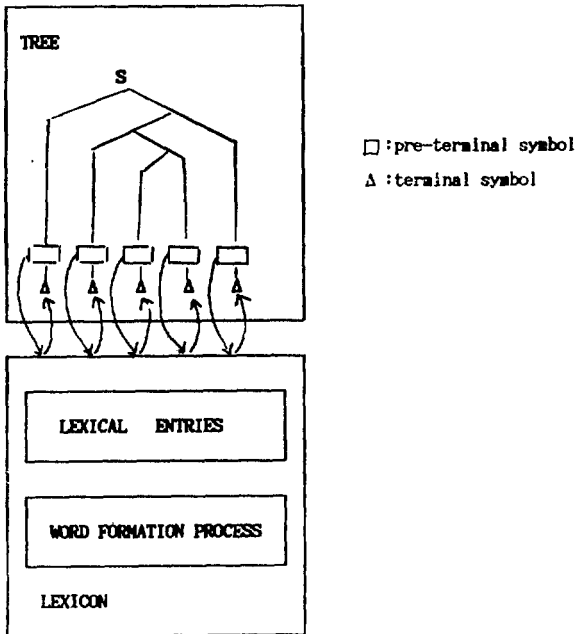 TREE
S
□ :pre-terminal symbol
Δ :terminal symbol
LEXICAL ENTRIES
WORD FORMATION PROCESS
LEXICON